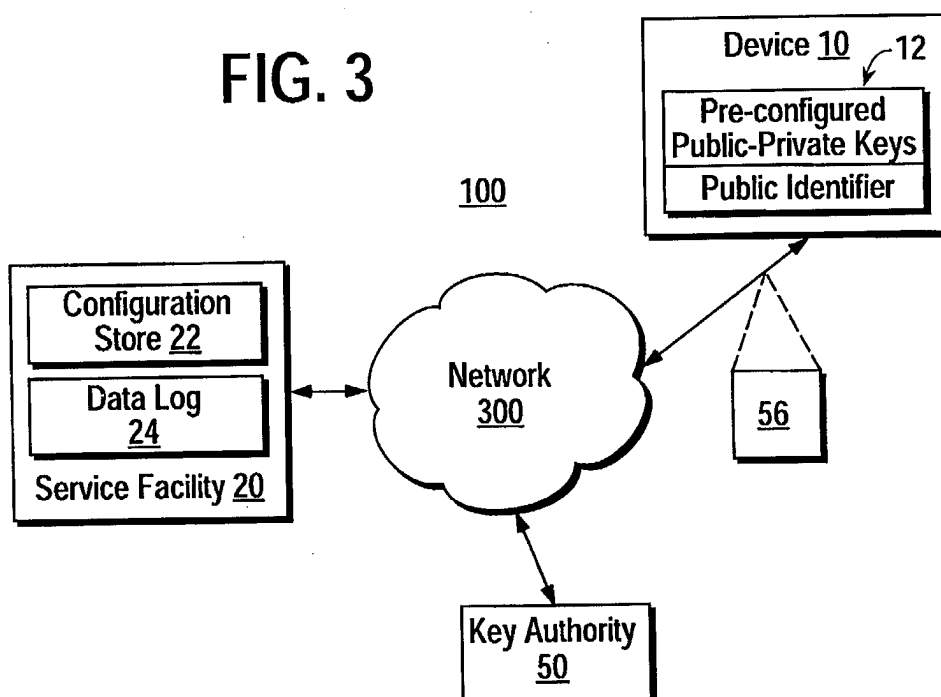 FIG. 3
Device 10
12
Pre-configured
Public-Private Keys
Public Identifier
100
Configuration
Store 22
Data Log
24
Service Facility 20
Network
300
56
Key Authority
50